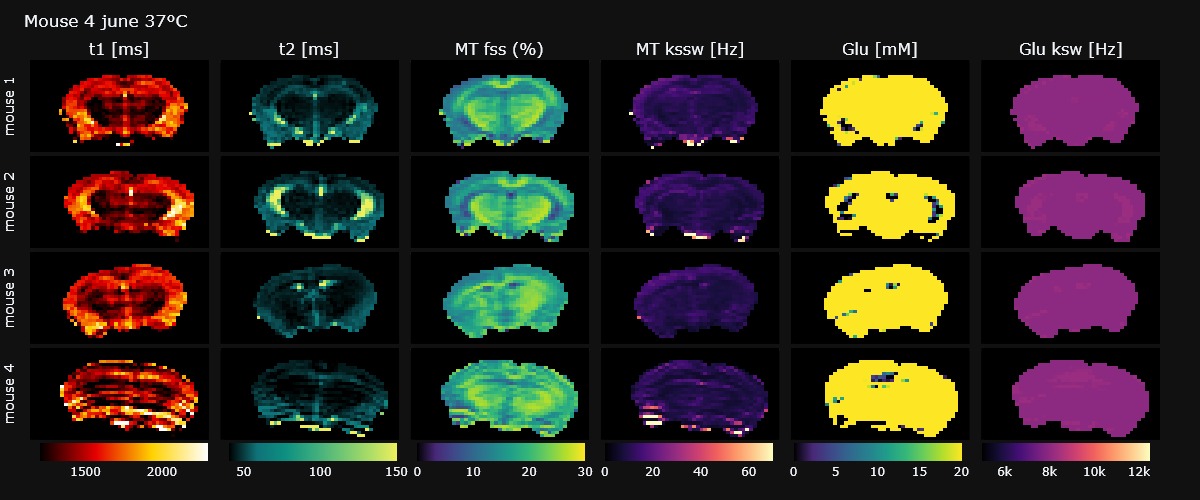 Mouse 4 june 37°C
t1 [ms] t2 [ms] MT fss (%) MT kssw [Hz] Glu [mM] Glu ksw [Hz]
mouse 1
mouse 2
mouse 3
mouse 4
1500 2000 50 100 150 0 10 20 30 0 20 40 60 0 5 10 15 20 6k 8k 10k 12k